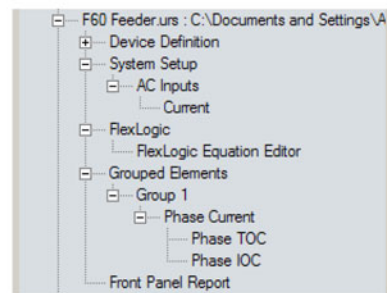 F60 Feeder.urs : C:\Documents and Settings\A
Device Definition
System Setup
AC Inputs
Current
FlexLogic
FlexLogic Equation Editor
Grouped Elements
Group 1
Phase Current
Phase TOC
Phase IOC
Front Panel Report